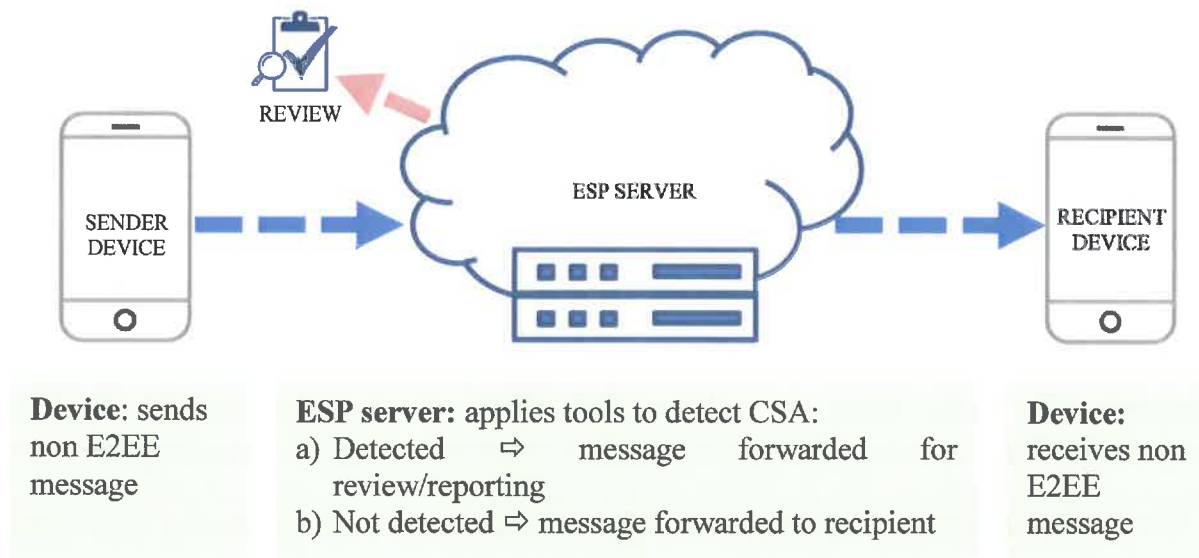 REVIEW
ESP SERVER
SENDER
DEVICE
RECIPIENT
DEVICE
Device: sends
non E2EE
message
ESP server: applies tools to detect CSA:
a) Detected ⇨ message forwarded for
review/reporting
b) Not detected ⇨ message forwarded to recipient
Device:
receives non
E2EE
message